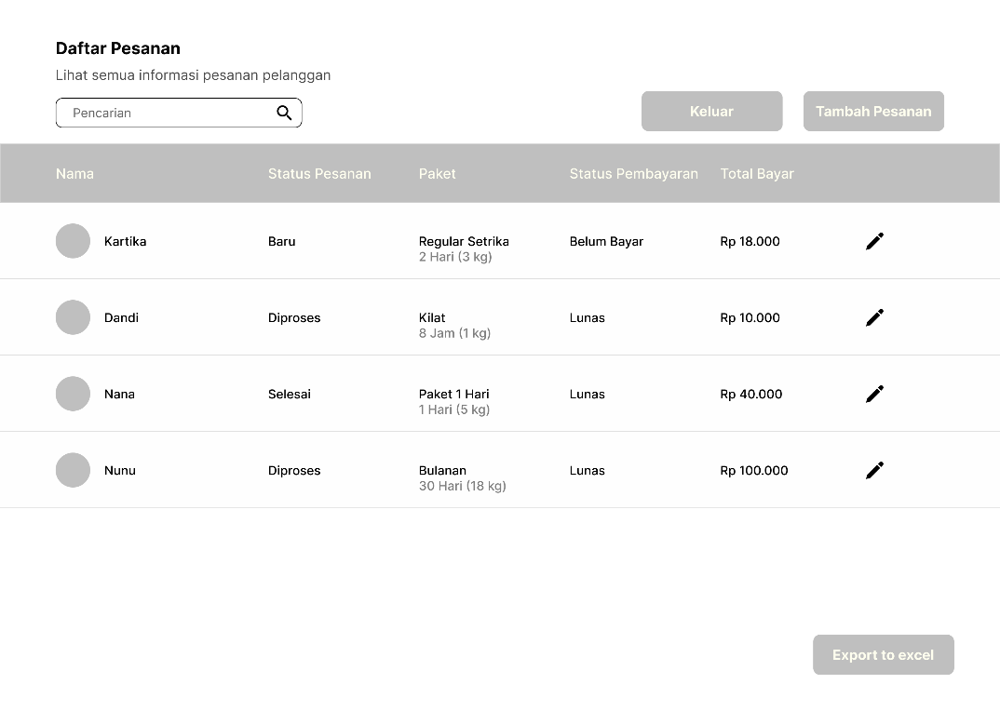 Daftar Pesanan
Lihat semua informasi pesanan pelanggan
Pencarian
Keluar
Tambah Pesanan
Nama Status Pesanan Paket Status Pembayaran Total Bayar
Kartika Baru Regular Setrika Belum Bayar Rp 18.000
2 Hari (3 kg)
Dandi Diproses Kilat Lunas Rp 10.000
8 Jam (1 kg)
Nana Selesai Paket 1 Hari Lunas Rp 40.000
1 Hari (5 kg)
Nunu Diproses Bulanan Lunas Rp 100.000
30 Hari (18 kg)
Export to excel